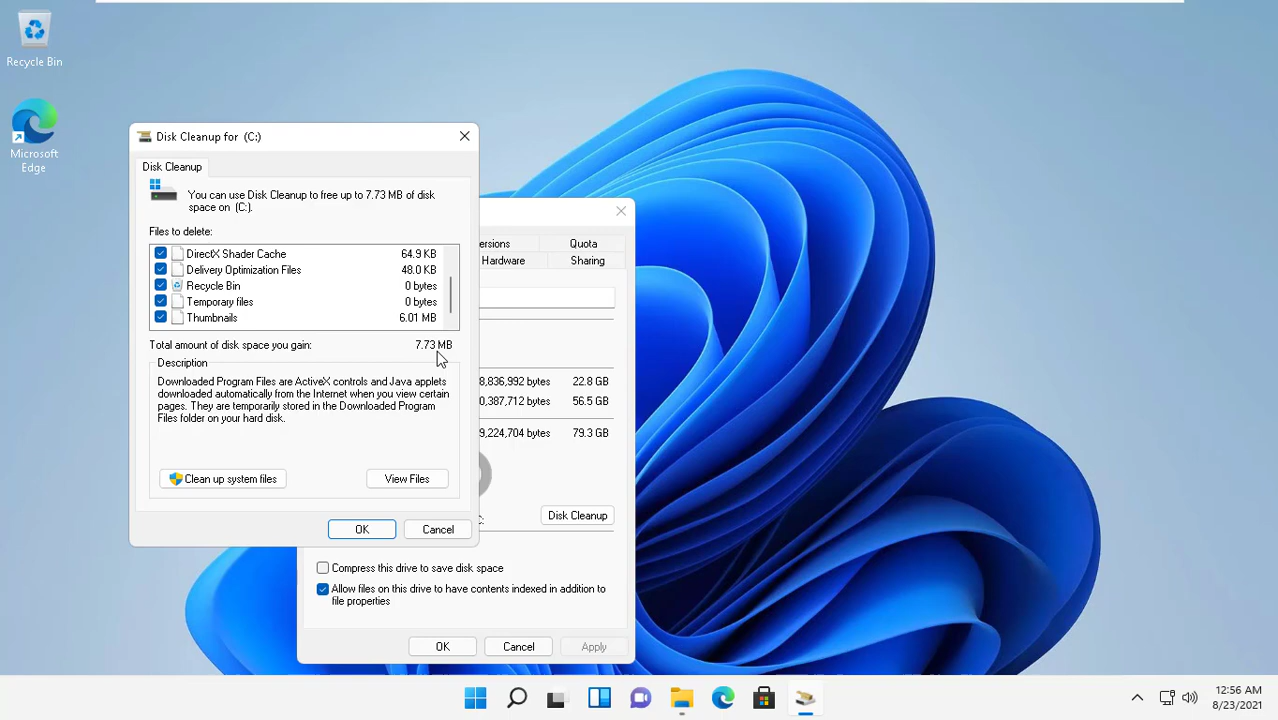 Recycle Bin
Microsoft
Edge
Disk Cleanup for (C:)
Disk Cleanup
You can use Disk Cleanup to free up to 7.73 MB of disk
space on (C:).
Files to delete:
DirectX Shader Cache 64.9 KB
Delivery Optimization Files 48.0 KB
Recycle Bin 0 bytes
Temporary files 0 bytes
Thumbnails 6.01 MB
Total amount of disk space you gain: 7.73 MB
Description
Downloaded Program Files are ActiveX controls and Java applets
downloaded automatically from the Internet when you view certain
pages. They are temporarily stored in the Downloaded Program
Files folder on your hard disk.
Clean up system files
View Files
OK
Cancel
ersions
Quota
Hardware
Sharing
8,836,992 bytes 22.8 GB
0,387,712 bytes 56.5 GB
9,224,704 bytes 79.3 GB
C:
Disk Cleanup
Compress this drive to save disk space
Allow files on this drive to have contents indexed in addition to
file properties
OK
Cancel
Apply
12:56 AM
8/23/2021